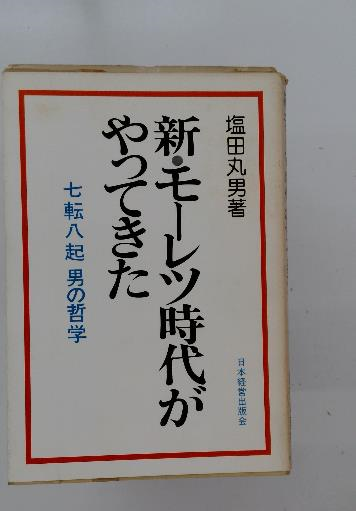 塩田丸男著
新・モーレツ時代が
やってきた
七転八起 男の哲学
日本経営出版会